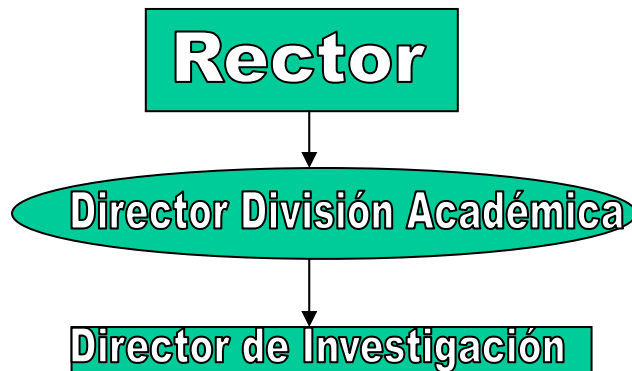 Rector
Director División Académica
Director de Investigación